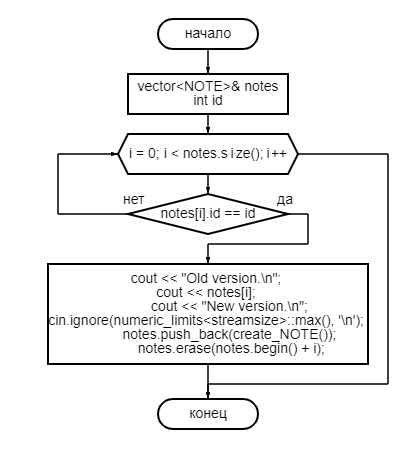 начало
vector<NOTE>& notes
int id
i = 0; i < notes.size(); i++
нет
да
notes[i].id == id
cout << "Old version.\n";
cout << notes[i];
cout << "New version.\n";
cin.ignore(numeric_limits<streamsize>::max(), '\n');
notes.push_back(create_NOTE());
notes.erase(notes.begin() + i);
конец